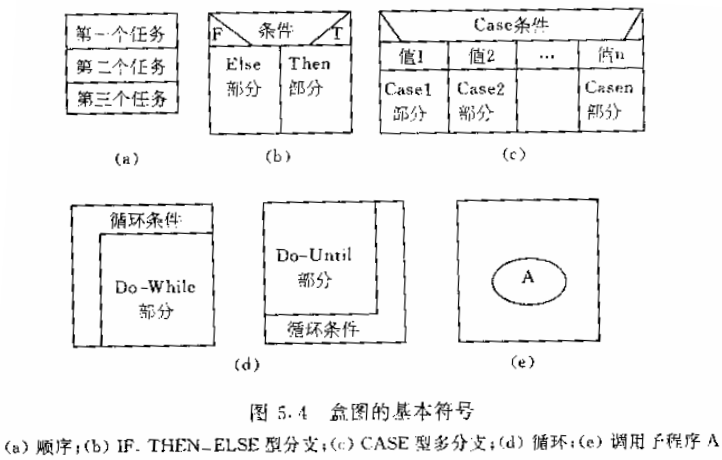 第一个任务
第二个任务
第三个任务
(a)
F 条件 T
Else Then
部分 部分
(b)
Case条件
值1 值2 … 值n
Case1 Case2 Casen
部分 部分 部分
(c)
循环条件
Do-While
部分
Do-Until
部分
循环条件
(d)
A
(e)
图 5.4 盒图的基本符号
(a) 顺序;(b) IF. THEN-ELSE 型分支;(c) CASE 型多分支;(d) 循环;(e) 调用子程序 A